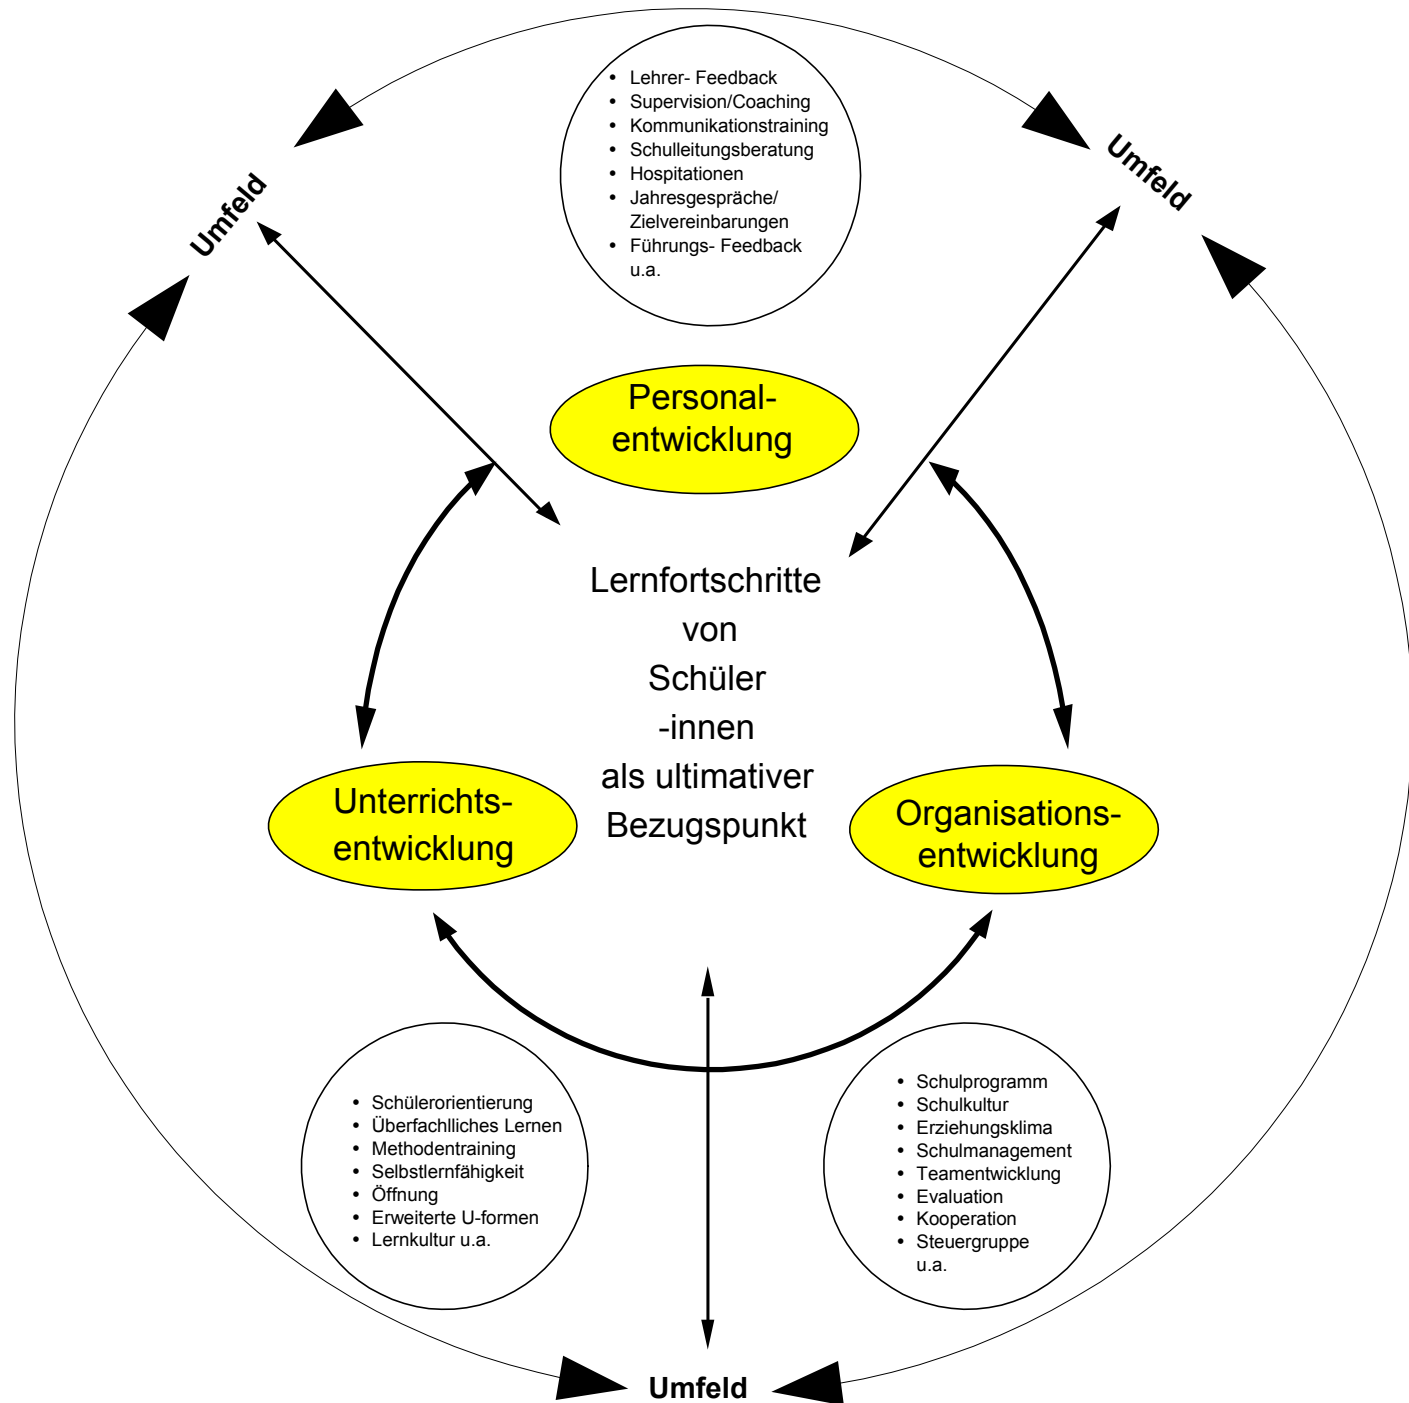 • Lehrer- Feedback
• Supervision/Coaching
• Kommunikationstraining
• Schulleitungsberatung
• Hospitationen
• Jahresgespräche/
Zielvereinbarungen
• Führungs- Feedback
u.a.
Umfeld
Umfeld
Personal-
entwicklung
Lernfortschritte
von
Schüler
-innen
als ultimativer
Bezugspunkt
Unterrichts-
entwicklung
Organisations-
entwicklung
• Schülerorientierung
• Überfachlliches Lernen
• Methodentraining
• Selbstlernfähigkeit
• Öffnung
• Erweiterte U-formen
• Lernkultur u.a.
• Schulprogramm
• Schulkultur
• Erziehungsklima
• Schulmanagement
• Teamentwicklung
• Evaluation
• Kooperation
• Steuergruppe
u.a.
Umfeld